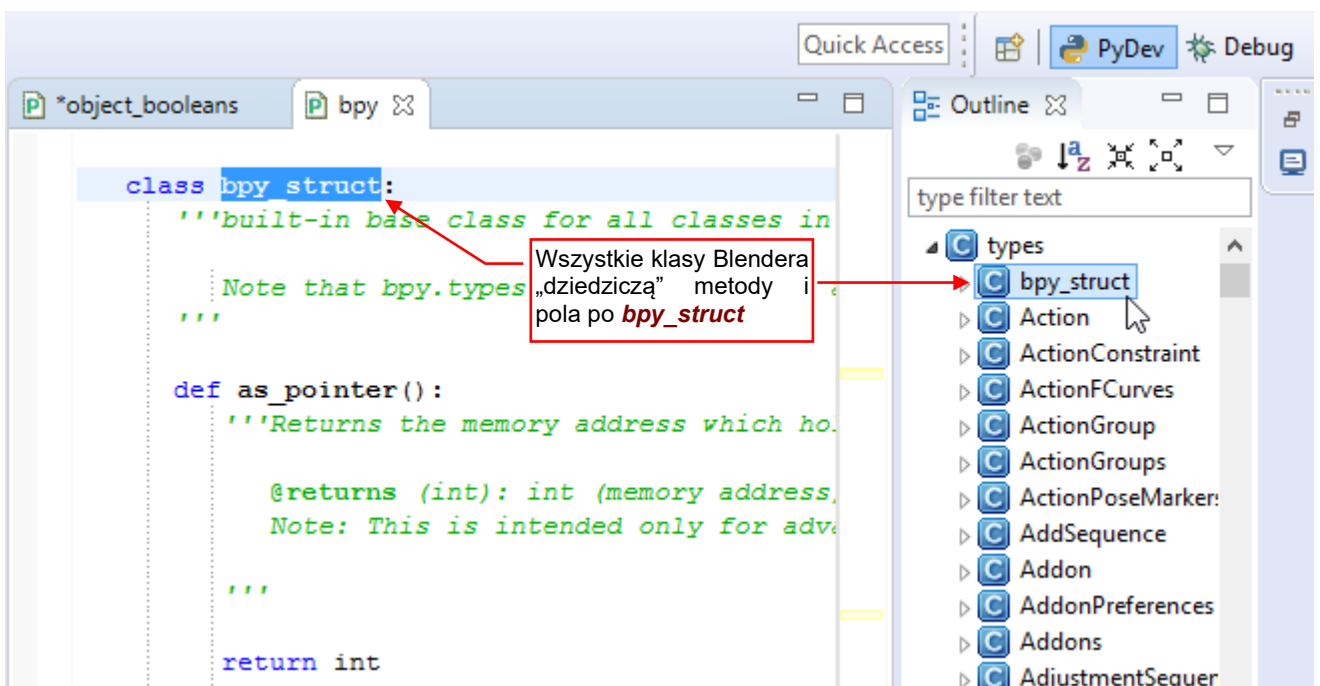 Quick Access
PyDev
Debug
*object_booleans
bpy
Outline
type filter text
class bpy_struct:
'''built-in base class for all classes in
Note that bpy.types
'''
def as_pointer():
'''Returns the memory address which
@returns (int): int (memory address,
Note: This is intended only for
'''
return int
Wszystkie klasy Blendera
„dziedziczą” metody i
pola po bpy_struct
types
bpy_struct
Action
ActionConstraint
ActionFCurves
ActionGroup
ActionGroups
ActionPoseMarker
AddSequence
Addon
AddonPreferences
Addons
AdjustmentSequer